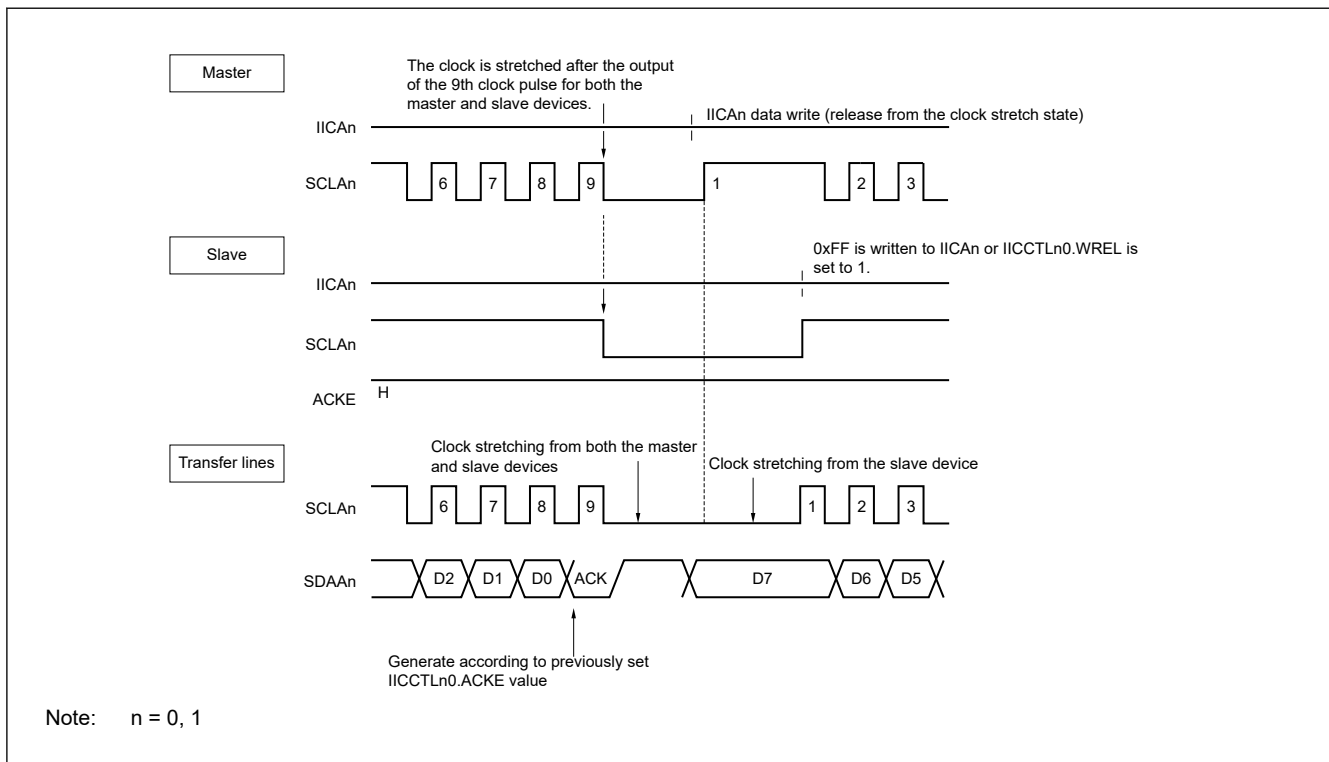 Master
The clock is stretched after the output
of the 9th clock pulse for both the
master and slave devices.
IICAn data write (release from the clock stretch state)
IICAn
SCLAn
6 7 8 9 1 2 3
Slave
0xFF is written to IICAn or IICCTLn0.WREL is
set to 1.
IICAn
SCLAn
ACKE
H
Transfer lines
Clock stretching from both the master
and slave devices
Clock stretching from the slave device
SCLAn
6 7 8 9 1 2 3
SDAAn
D2 D1 D0 ACK D7 D6 D5
Generate according to previously set
IICCTLn0.ACKE value
Note: n = 0, 1